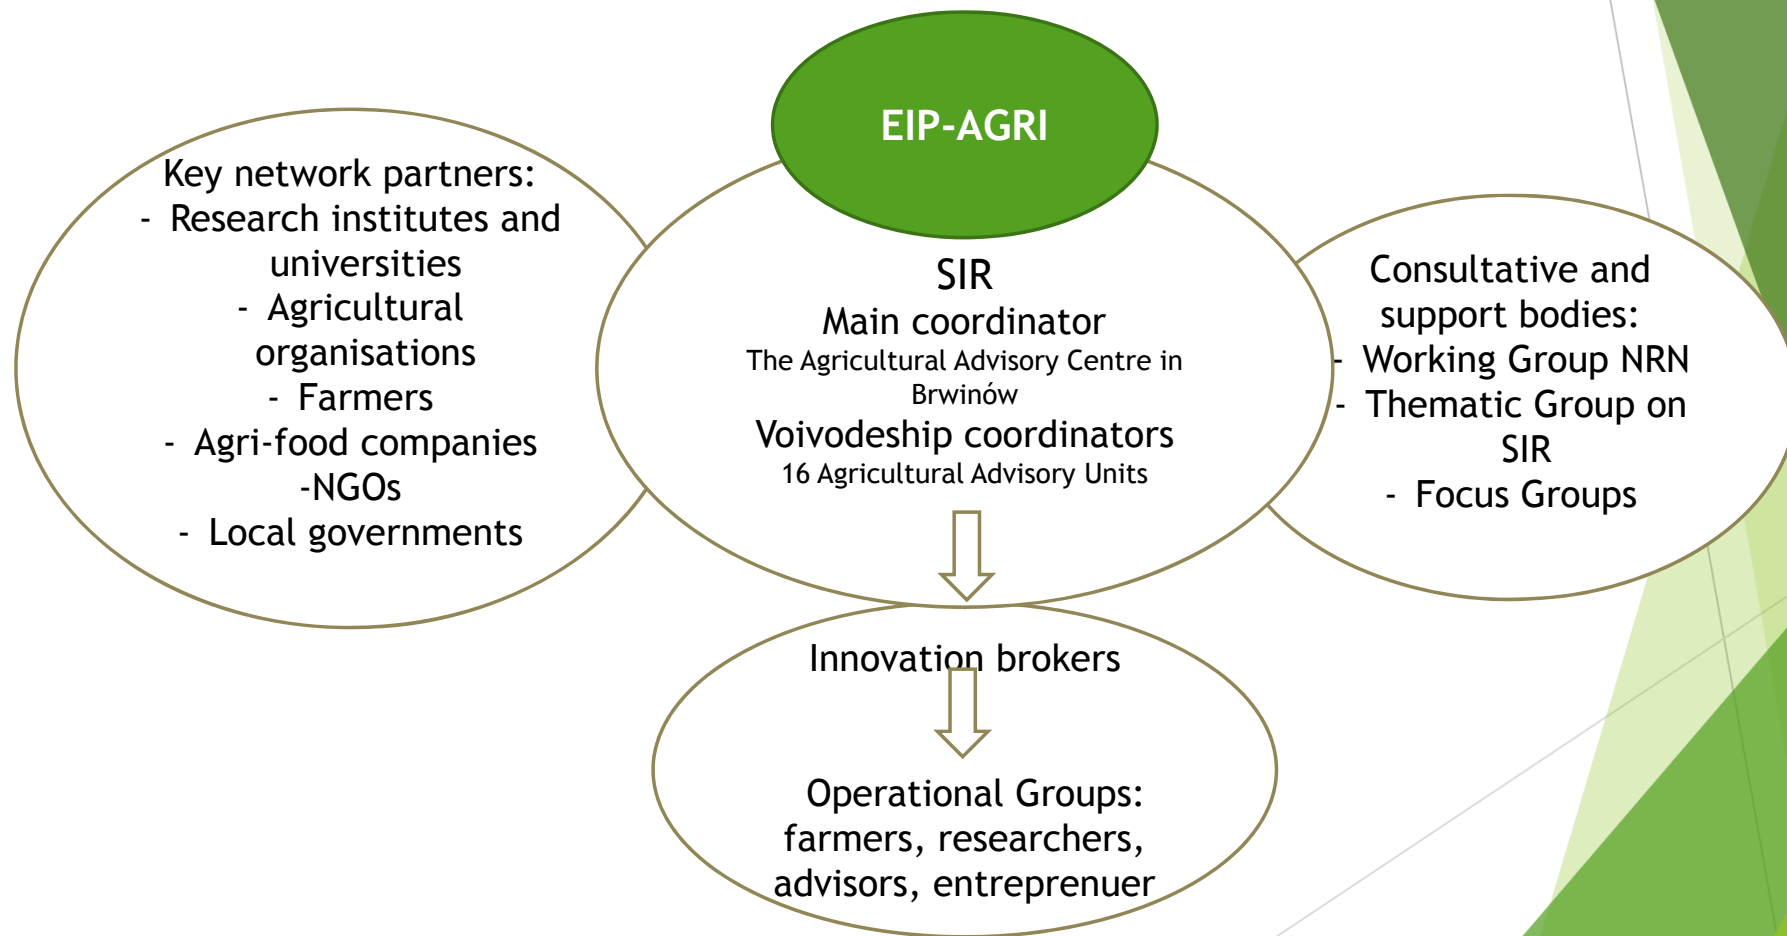 EIP-AGRI
Key network partners:
- Research institutes and
universities
- Agricultural
organisations
- Farmers
- Agri-food companies
-NGOs
- Local governments
SIR
Main coordinator
The Agricultural Advisory Centre in
Brwinów
Voivodeship coordinators
16 Agricultural Advisory Units
Consultative and
support bodies:
- Working Group NRN
- Thematic Group on
SIR
- Focus Groups
Innovation brokers
Operational Groups:
farmers, researchers,
advisors, entreprenuer